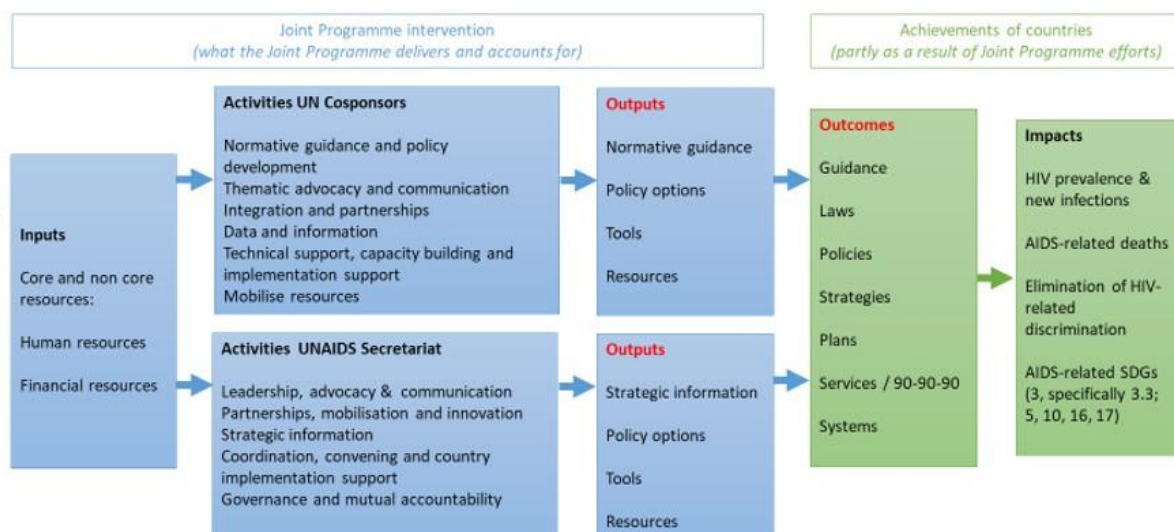 Joint Programme intervention
(what the Joint Programme delivers and accounts for)
Achievements of countries
(partly as a result of Joint Programme efforts)
Inputs
Core and non core
resources:
Human resources
Financial resources
Activities UN Cosponsors
Normative guidance and policy
development
Thematic advocacy and communication
Integration and partnerships
Data and information
Technical support, capacity building and
implementation support
Mobilise resources
Outputs
Normative guidance
Policy options
Tools
Resources
Activities UNAIDS Secretariat
Leadership, advocacy & communication
Partnerships, mobilisation and innovation
Strategic information
Coordination, convening and country
implementation support
Governance and mutual accountability
Outputs
Strategic information
Policy options
Tools
Resources
Outcomes
Guidance
Laws
Policies
Strategies
Plans
Services / 90-90-90
Systems
Impacts
HIV prevalence &
new infections
AIDS-related deaths
Elimination of HIV-
related
discrimination
AIDS-related SDGs
(3, specifically 3.3;
5, 10, 16, 17)